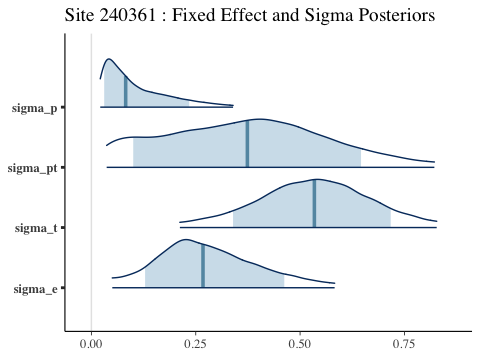 Site 240361 : Fixed Effect and Sigma Posteriors
sigma_p
sigma_pt
sigma_t
sigma_e
0.00 0.25 0.50 0.75